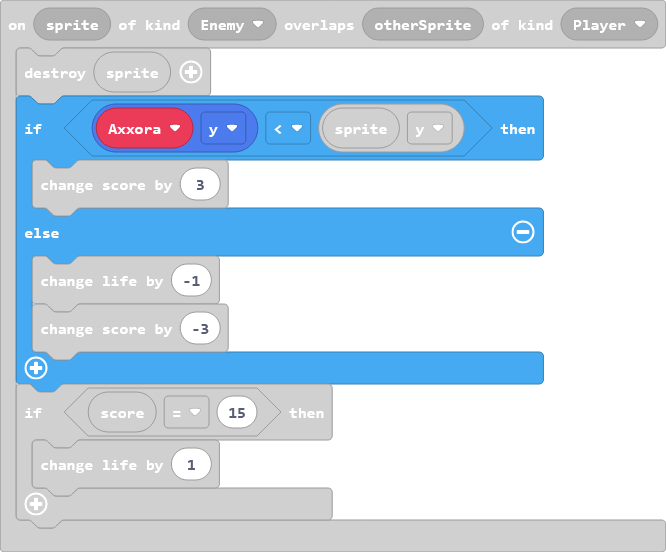 on sprite of kind Enemy overlaps otherSprite of kind Player
destroy sprite
if Axxora y < sprite y then
change score by 3
else
change life by -1
change score by -3
if score = 15 then
change life by 1